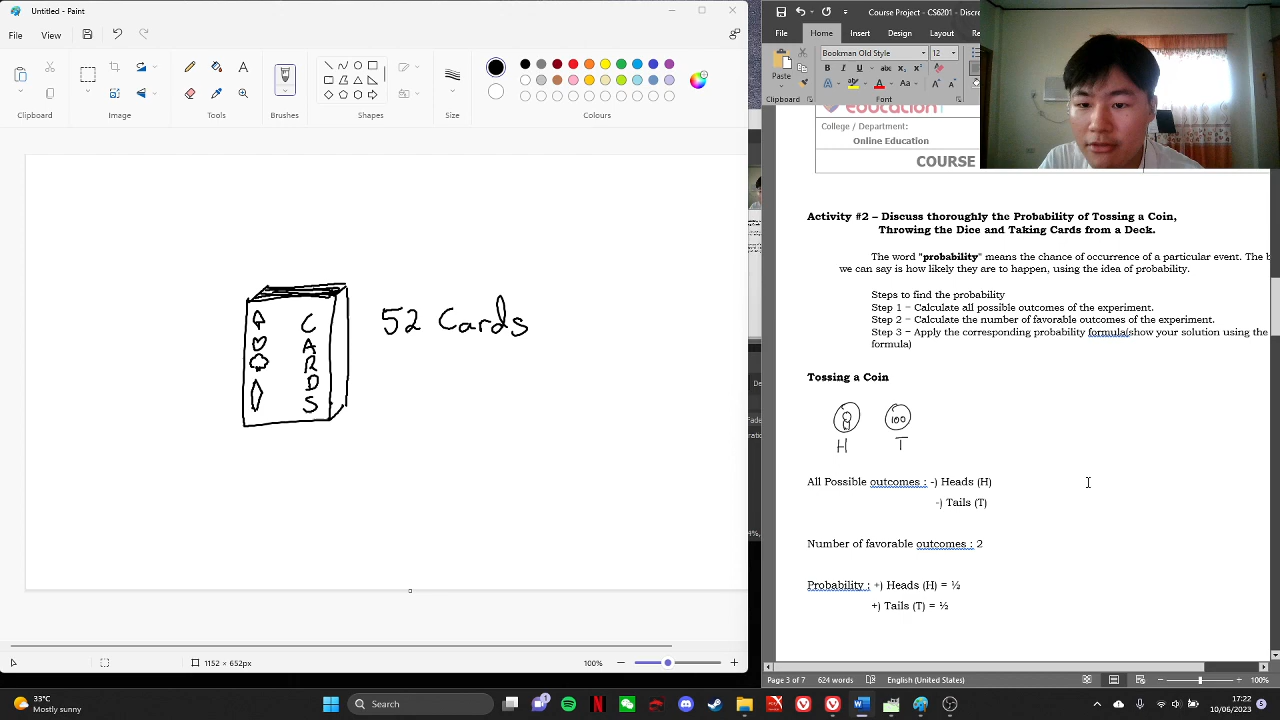 Untitled - Paint
File
View
Clipboard
Image
Tools
Brushes
Shapes
Size
Colours
52 Cards
C
A
R
D
S
1152 × 652px
100%
Course Project - CS6201 - Discre
File
Home
Insert
Design
Layout
Bookman Old Style
12
Paste
B I U abc x₂ x²
Aa
Clipboard
Font
education
College / Department:
Online Education
COURSE
Activity #2 – Discuss thoroughly the Probability of Tossing a Coin,
Throwing the Dice and Taking Cards from a Deck.
The word "probability" means the chance of occurrence of a particular event. The b
we can say is how likely they are to happen, using the idea of probability.
Steps to find the probability
Step 1 – Calculate all possible outcomes of the experiment.
Step 2 – Calculate the number of favorable outcomes of the experiment.
Step 3 – Apply the corresponding probability formula(show your solution using the
formula)
Tossing a Coin
100
H T
All Possible outcomes : -) Heads (H)
-) Tails (T)
Number of favorable outcomes : 2
Probability : +) Heads (H) = ½
+) Tails (T) = ½
Page 3 of 7
624 words
English (United States)
100%
33°C
Mostly sunny
Search
17:22
10/06/2023